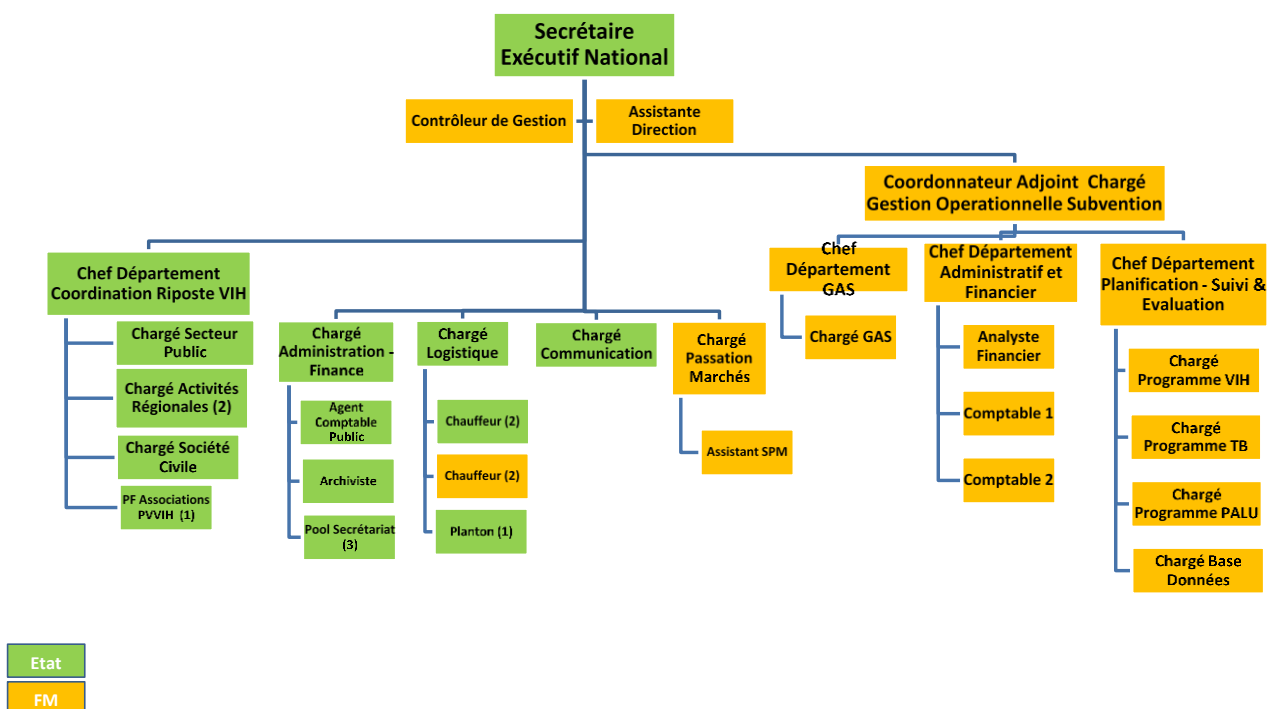 Secrétaire
Exécutif National
Contrôleur de Gestion
Assistante
Direction
Coordonnateur Adjoint Chargé
Gestion Operationnelle Subvention
Chef Département
Coordination Riposte VIH
Chargé Secteur
Public
Chargé Activités
Régionales (2)
Chargé Société
Civile
PF Associations
PVVIH (1)
Chargé
Administration -
Finance
Agent
Comptable
Public
Archiviste
Pool Secrétariat
(3)
Chargé
Logistique
Chauffeur (2)
Chauffeur (2)
Planton (1)
Chargé
Communication
Chargé
Passation
Marchés
Assistant SPM
Chef
Département
GAS
Chargé GAS
Chef Département
Administratif et
Financier
Analyste
Financier
Comptable 1
Comptable 2
Chef Département
Planification - Suivi &
Evaluation
Chargé
Programme VIH
Chargé
Programme TB
Chargé
Programme PALU
Chargé Base
Données
Etat
FM